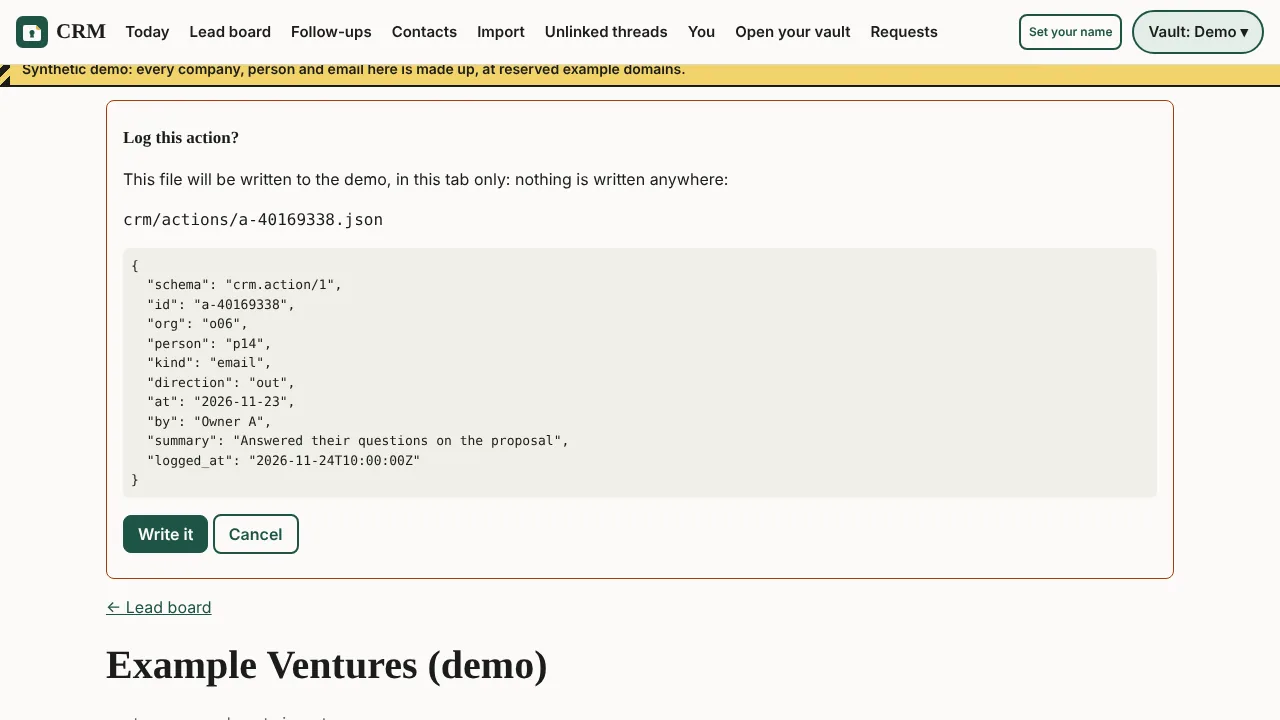 CRM Today Lead board Follow-ups Contacts Import Unlinked threads You Open your vault Requests Set your name Vault: Demo ▾
Synthetic demo: every company, person and email here is made up, at reserved example domains.
Log this action?
This file will be written to the demo, in this tab only: nothing is written anywhere:
crm/actions/a-40169338.json
{
  "schema": "crm.action/1",
  "id": "a-40169338",
  "org": "o06",
  "person": "p14",
  "kind": "email",
  "direction": "out",
  "at": "2026-11-23",
  "by": "Owner A",
  "summary": "Answered their questions on the proposal",
  "logged_at": "2026-11-24T10:00:00Z"
}
Write it Cancel
← Lead board
Example Ventures (demo)